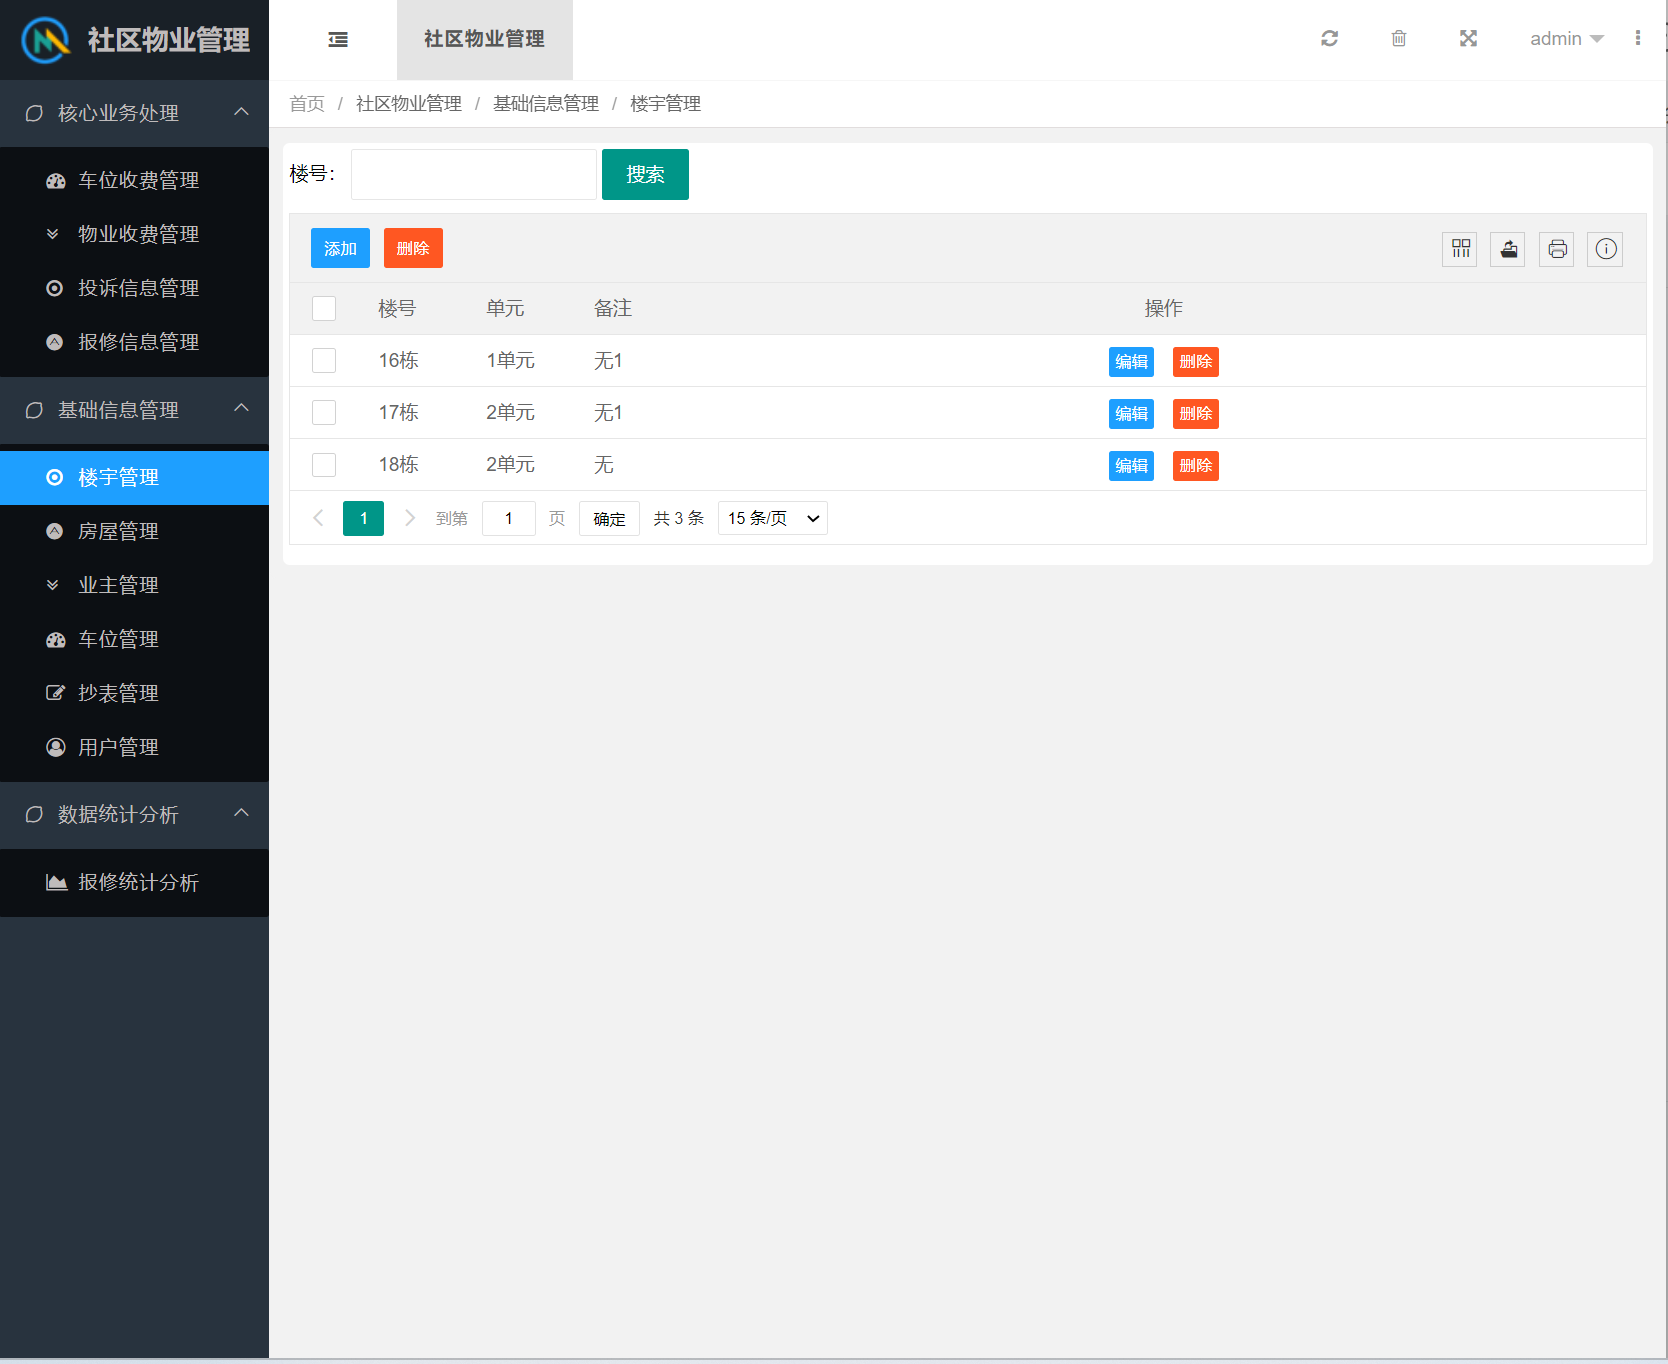 社区物业管理
社区物业管理
admin
首页 / 社区物业管理 / 基础信息管理 / 楼宇管理
核心业务处理
车位收费管理
物业收费管理
投诉信息管理
报修信息管理
基础信息管理
楼宇管理
房屋管理
业主管理
车位管理
抄表管理
用户管理
数据统计分析
报修统计分析
楼号： 搜索
添加 删除
楼号 单元 备注 操作
16栋 1单元 无1 编辑 删除
17栋 2单元 无1 编辑 删除
18栋 2单元 无 编辑 删除
1 到第 1 页 确定 共 3 条 15 条/页